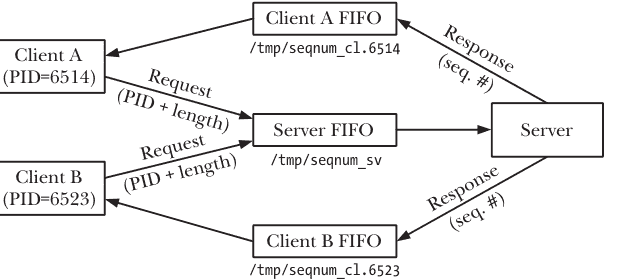 Client A FIFO
/tmp/seqnum_cl.6514
Client A
(PID=6514)
Response
(seq. #)
Request
(PID + length)
Server FIFO
/tmp/seqnum_sv
Server
Request
(PID + length)
Client B
(PID=6523)
Response
(seq. #)
Client B FIFO
/tmp/seqnum_cl.6523